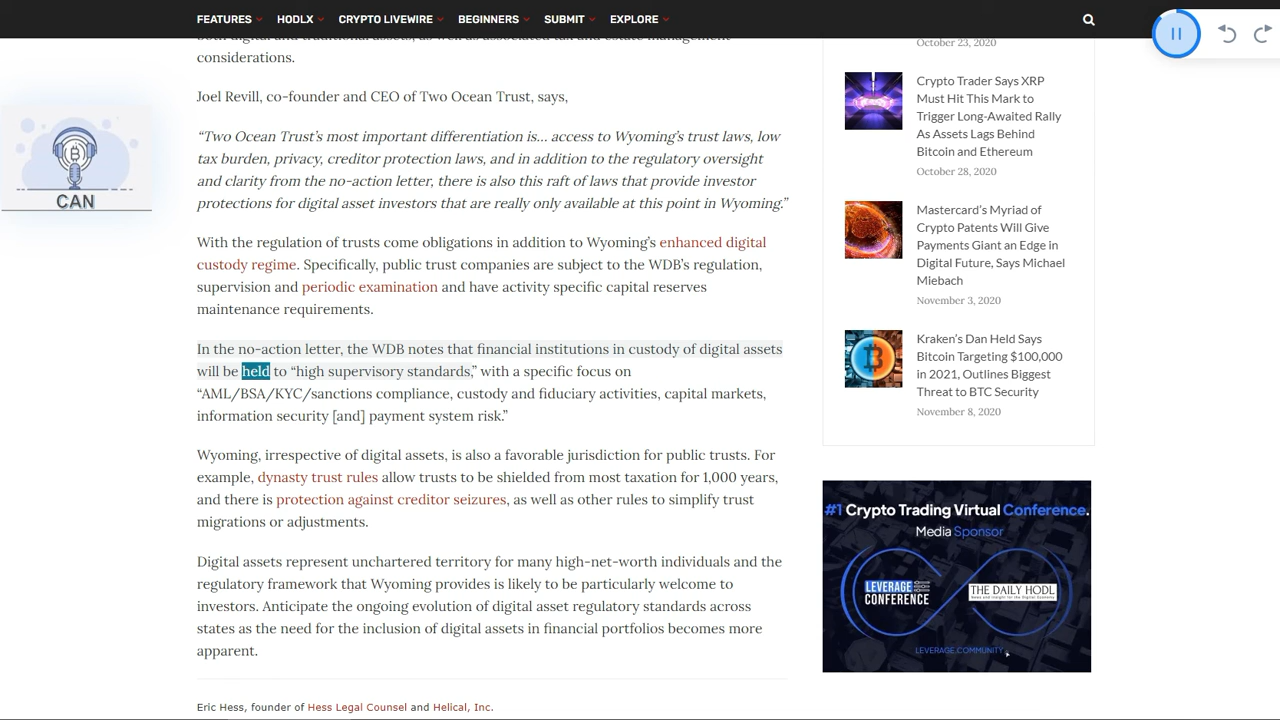 FEATURES HODLX CRYPTO LIVEWIRE BEGINNERS SUBMIT EXPLORE
considerations.
Joel Revill, co-founder and CEO of Two Ocean Trust, says,
“Two Ocean Trust’s most important differentiation is… access to Wyoming’s trust laws, low
tax burden, privacy, creditor protection laws, and in addition to the regulatory oversight
and clarity from the no-action letter, there is also this raft of laws that provide investor
protections for digital asset investors that are really only available at this point in Wyoming.”
With the regulation of trusts come obligations in addition to Wyoming’s enhanced digital
custody regime. Specifically, public trust companies are subject to the WDB’s regulation,
supervision and periodic examination and have activity specific capital reserves
maintenance requirements.
In the no-action letter, the WDB notes that financial institutions in custody of digital assets
will be held to “high supervisory standards,” with a specific focus on
“AML/BSA/KYC/sanctions compliance, custody and fiduciary activities, capital markets,
information security [and] payment system risk.”
Wyoming, irrespective of digital assets, is also a favorable jurisdiction for public trusts. For
example, dynasty trust rules allow trusts to be shielded from most taxation for 1,000 years,
and there is protection against creditor seizures, as well as other rules to simplify trust
migrations or adjustments.
Digital assets represent unchartered territory for many high-net-worth individuals and the
regulatory framework that Wyoming provides is likely to be particularly welcome to
investors. Anticipate the ongoing evolution of digital asset regulatory standards across
states as the need for the inclusion of digital assets in financial portfolios becomes more
apparent.
Eric Hess, founder of Hess Legal Counsel and Helical, Inc.
CAN
October 23, 2020
Crypto Trader Says XRP
Must Hit This Mark to
Trigger Long-Awaited Rally
As Assets Lags Behind
Bitcoin and Ethereum
October 28, 2020
Mastercard’s Myriad of
Crypto Patents Will Give
Payments Giant an Edge in
Digital Future, Says Michael
Miebach
November 3, 2020
Kraken’s Dan Held Says
Bitcoin Targeting $100,000
in 2021, Outlines Biggest
Threat to BTC Security
November 8, 2020
#1 Crypto Trading Virtual Conference.
Media Sponsor
LEVERAGE
CONFERENCE
THE DAILY HODL
LEVERAGE.COMMUNITY